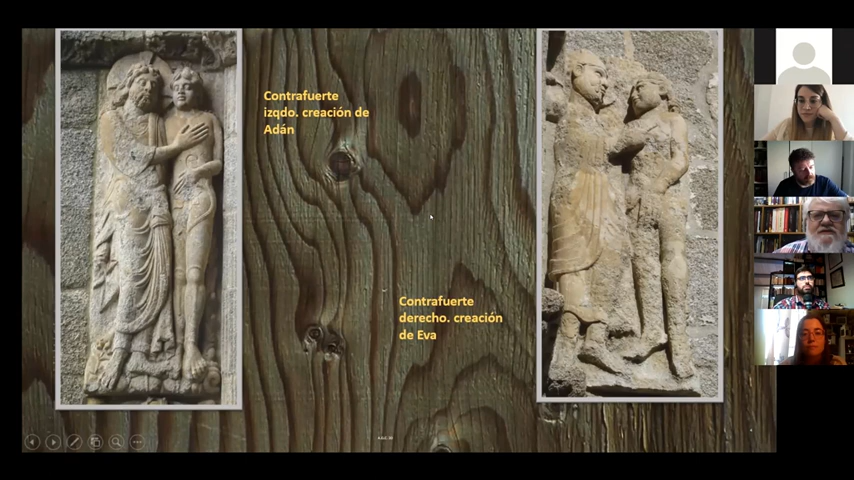 Contrafuerte
izqdo. creación de
Adán
Contrafuerte
derecho. creación
de Eva